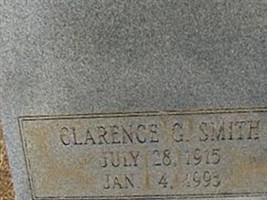 CLARENCE G. SMITH
JULY 28, 1915
JAN. 4, 1993